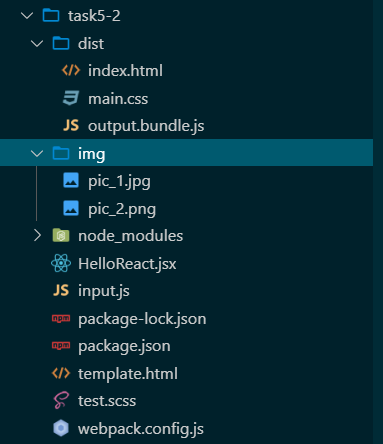 task5-2
dist
<> index.html
main.css
JS output.bundle.js
img
pic_1.jpg
pic_2.png
node_modules
HelloReact.jsx
JS input.js
package-lock.json
package.json
<> template.html
test.scss
webpack.config.js